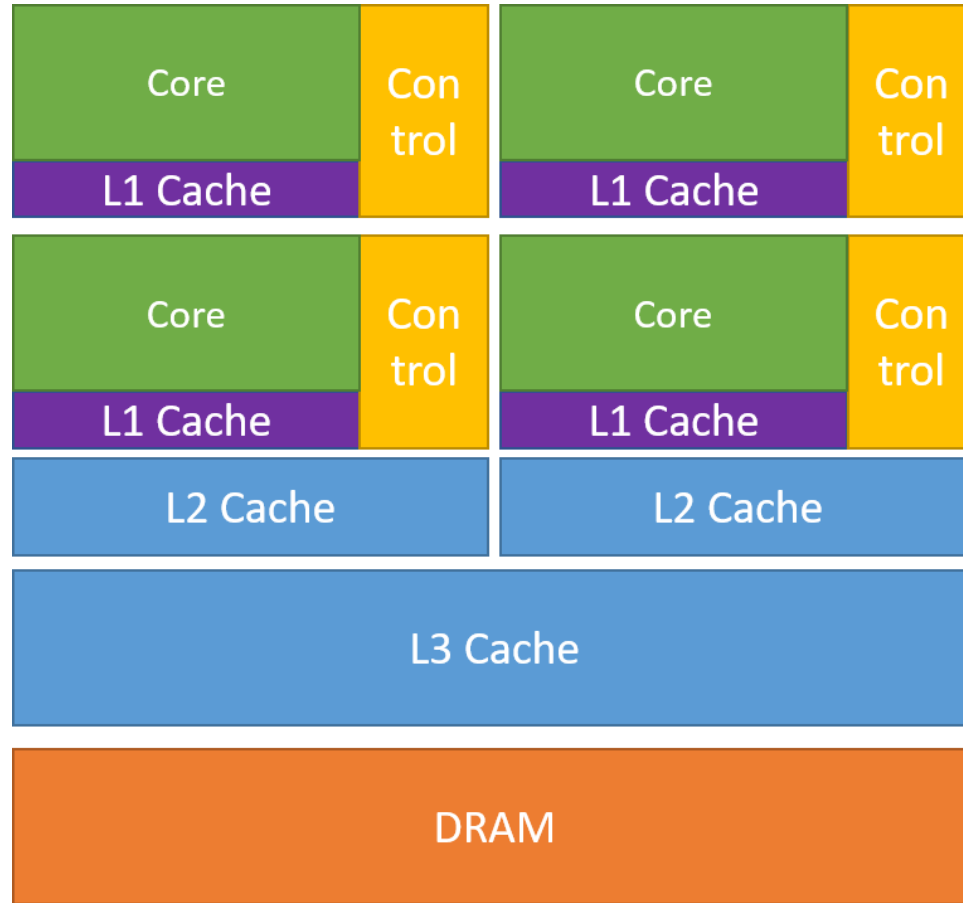 Core
Con
trol
L1 Cache
Core
Con
trol
L1 Cache
Core
Con
trol
L1 Cache
Core
Con
trol
L1 Cache
L2 Cache
L2 Cache
L3 Cache
DRAM